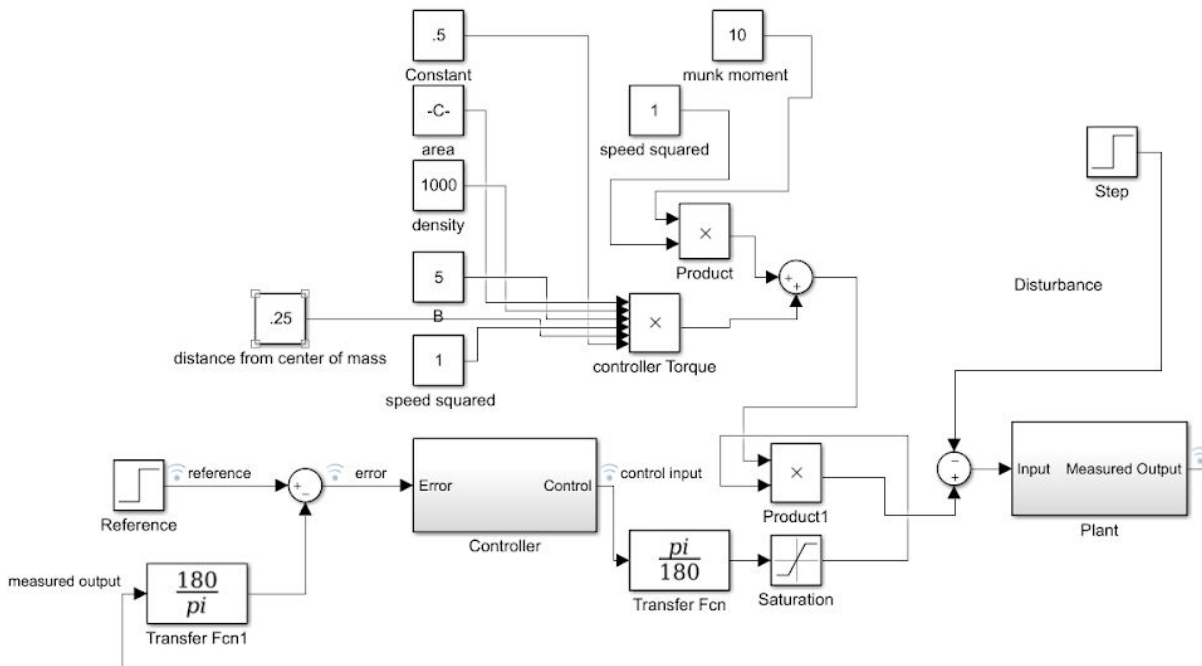 .5
Constant
10
munk moment
-C-
area
1
speed squared
Step
1000
density
×
Product
5
B
+
+
Disturbance
.25
distance from center of mass
×
controller Torque
1
speed squared
reference
Reference
+
−
error
Error
Control
Controller
control input
×
Product1
−
+
Input
Measured Output
Plant
measured output
180
pi
Transfer Fcn1
pi
180
Transfer Fcn
Saturation